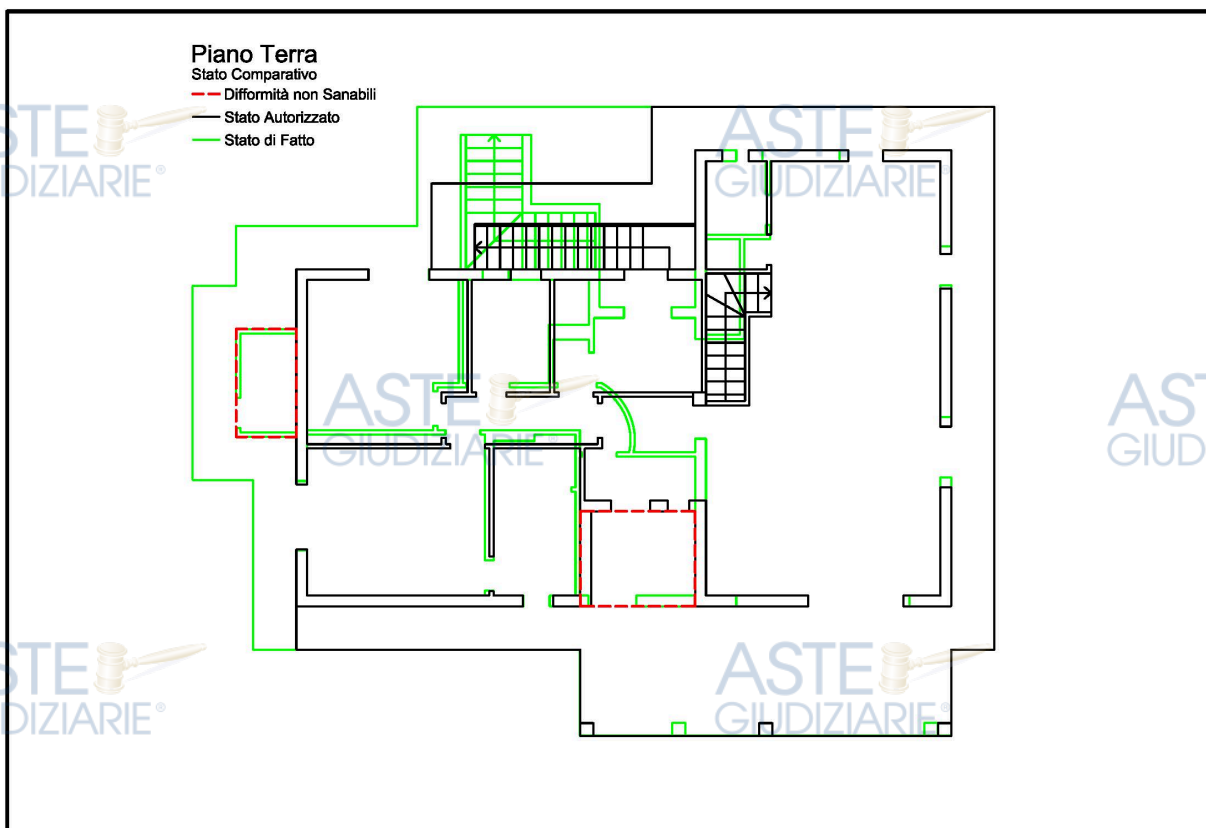 Piano Terra
Stato Comparativo
Difformità non Sanabili
Stato Autorizzato
Stato di Fatto
ASTE
GIUDIZIARIE®
ASTE
GIUDIZIARIE®
ASTE
GIUDIZIARIE®
ASTE
GIUDIZIARIE®